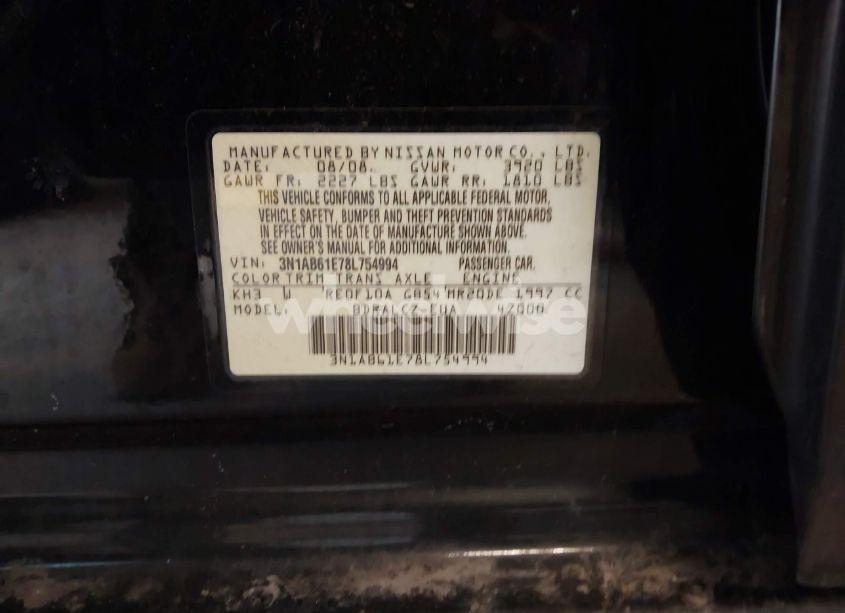 MANUFACTURED BY NISSAN MOTOR CO., LTD.
DATE: 08/08 GVWR: 3920 LBS
GAWR FR: 2227 LBS GAWR RR: 1810 LBS
THIS VEHICLE CONFORMS TO ALL APPLICABLE FEDERAL MOTOR
VEHICLE SAFETY, BUMPER AND THEFT PREVENTION STANDARDS
IN EFFECT ON THE DATE OF MANUFACTURE SHOWN ABOVE.
SEE OWNER'S MANUAL FOR ADDITIONAL INFORMATION.
VIN: 3N1AB61E78L754994 PASSENGER CAR.
COLOR TRIM TRANS AXLE ENGINE
KH3 W RE0F10A GB54 MR20DE 1997 CC
MODEL: BDRALCZ-EUA 4Z000
wheelwise
3N1AB61E78L754994